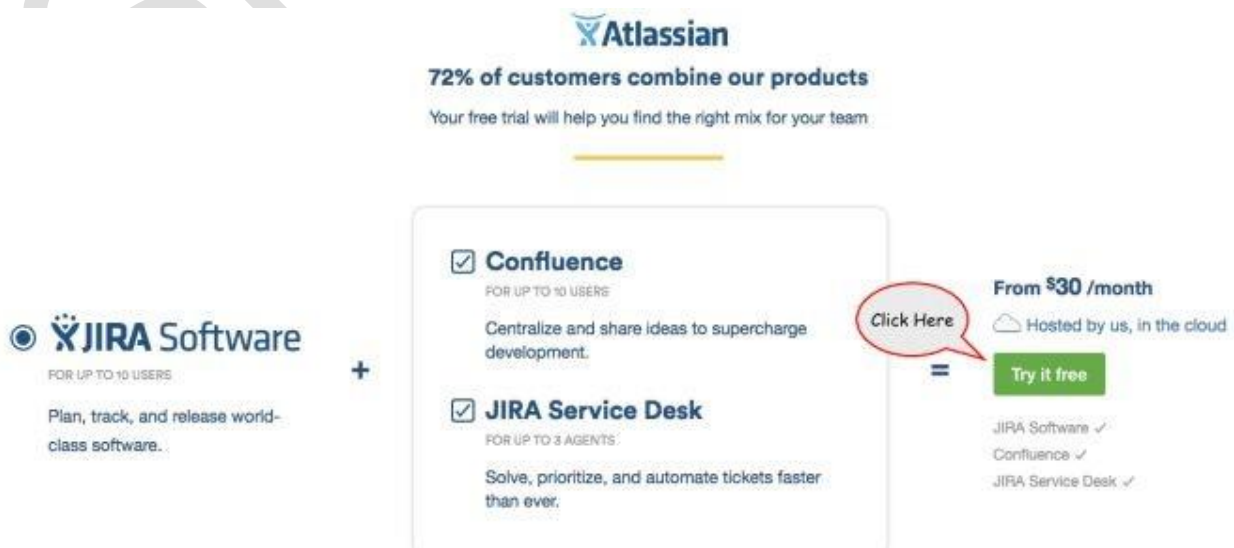 Atlassian
72% of customers combine our products
Your free trial will help you find the right mix for your team
JIRA Software
FOR UP TO 10 USERS
Plan, track, and release world-
class software.
+
Confluence
FOR UP TO 10 USERS
Centralize and share ideas to supercharge
development.
JIRA Service Desk
FOR UP TO 3 AGENTS
Solve, prioritize, and automate tickets faster
than ever.
Click Here
=
From $30 /month
Hosted by us, in the cloud
Try it free
JIRA Software ✓
Confluence ✓
JIRA Service Desk ✓